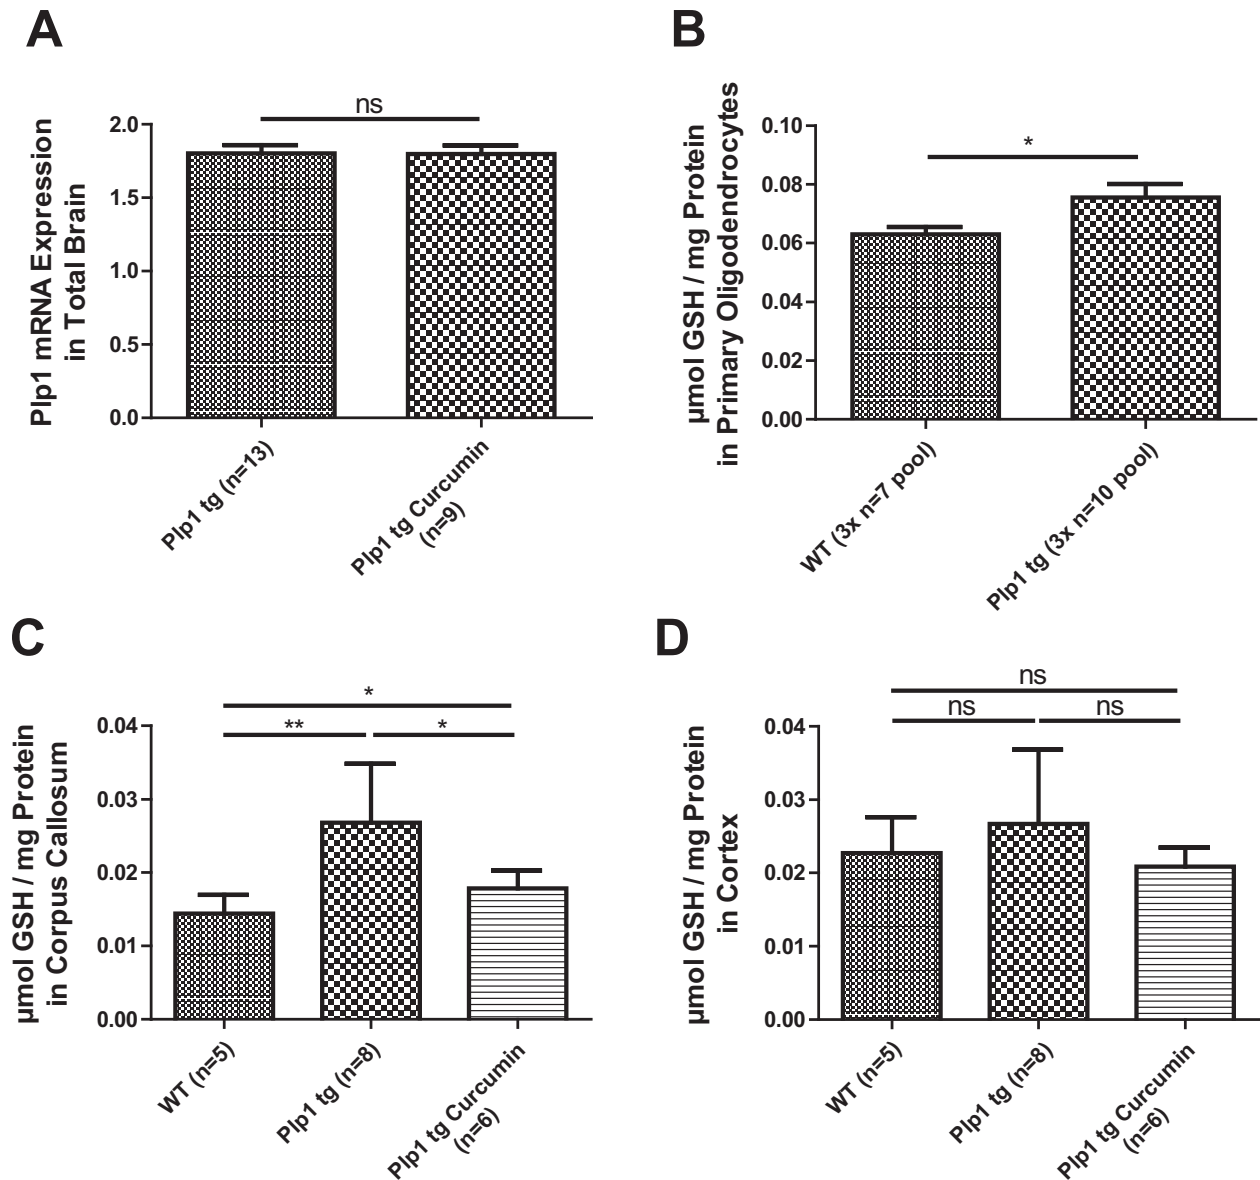 A
Plp1 mRNA Expression
in Total Brain
2.0
1.5
1.0
0.5
0.0
ns
Plp1 tg (n=13)
Plp1 tg Curcumin
(n=9)
B
µmol GSH / mg Protein
in Primary Oligodendrocytes
0.10
0.08
0.06
0.04
0.02
0.00
*
WT (3x n=7 pool)
Plp1 tg (3x n=10 pool)
C
µmol GSH / mg Protein
in Corpus Callosum
0.04
0.03
0.02
0.01
0.00
*
** *
WT (n=5)
Plp1 tg (n=8)
Plp1 tg Curcumin
(n=6)
D
µmol GSH / mg Protein
in Cortex
0.04
0.03
0.02
0.01
0.00
ns
ns ns
WT (n=5)
Plp1 tg (n=8)
Plp1 tg Curcumin
(n=6)